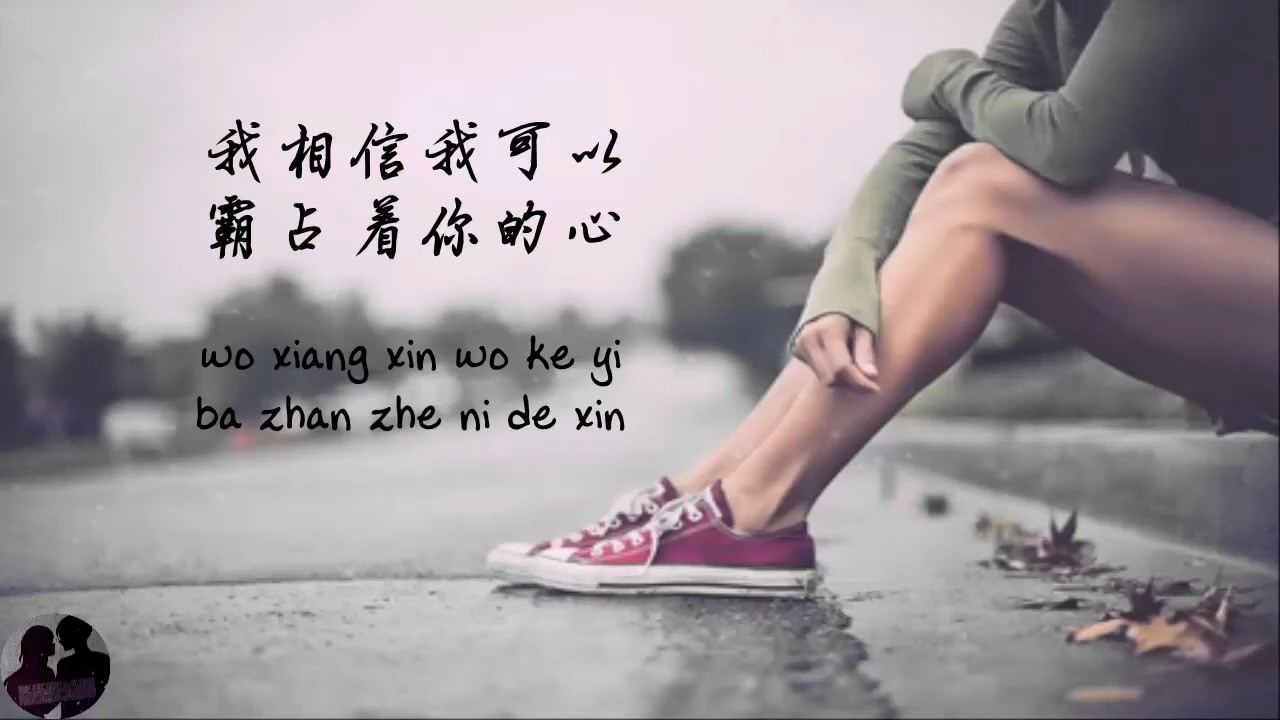 我相信我可以
霸占着你的心
wo xiang xin wo ke yi
ba zhan zhe ni de xin